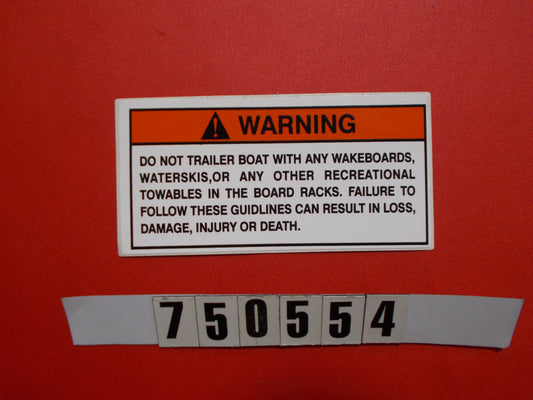 WARNING
DO NOT TRAILER BOAT WITH ANY WAKEBOARDS,
WATERSKIS,OR ANY OTHER RECREATIONAL
TOWABLES IN THE BOARD RACKS. FAILURE TO
FOLLOW THESE GUIDLINES CAN RESULT IN LOSS,
DAMAGE, INJURY OR DEATH.
750554